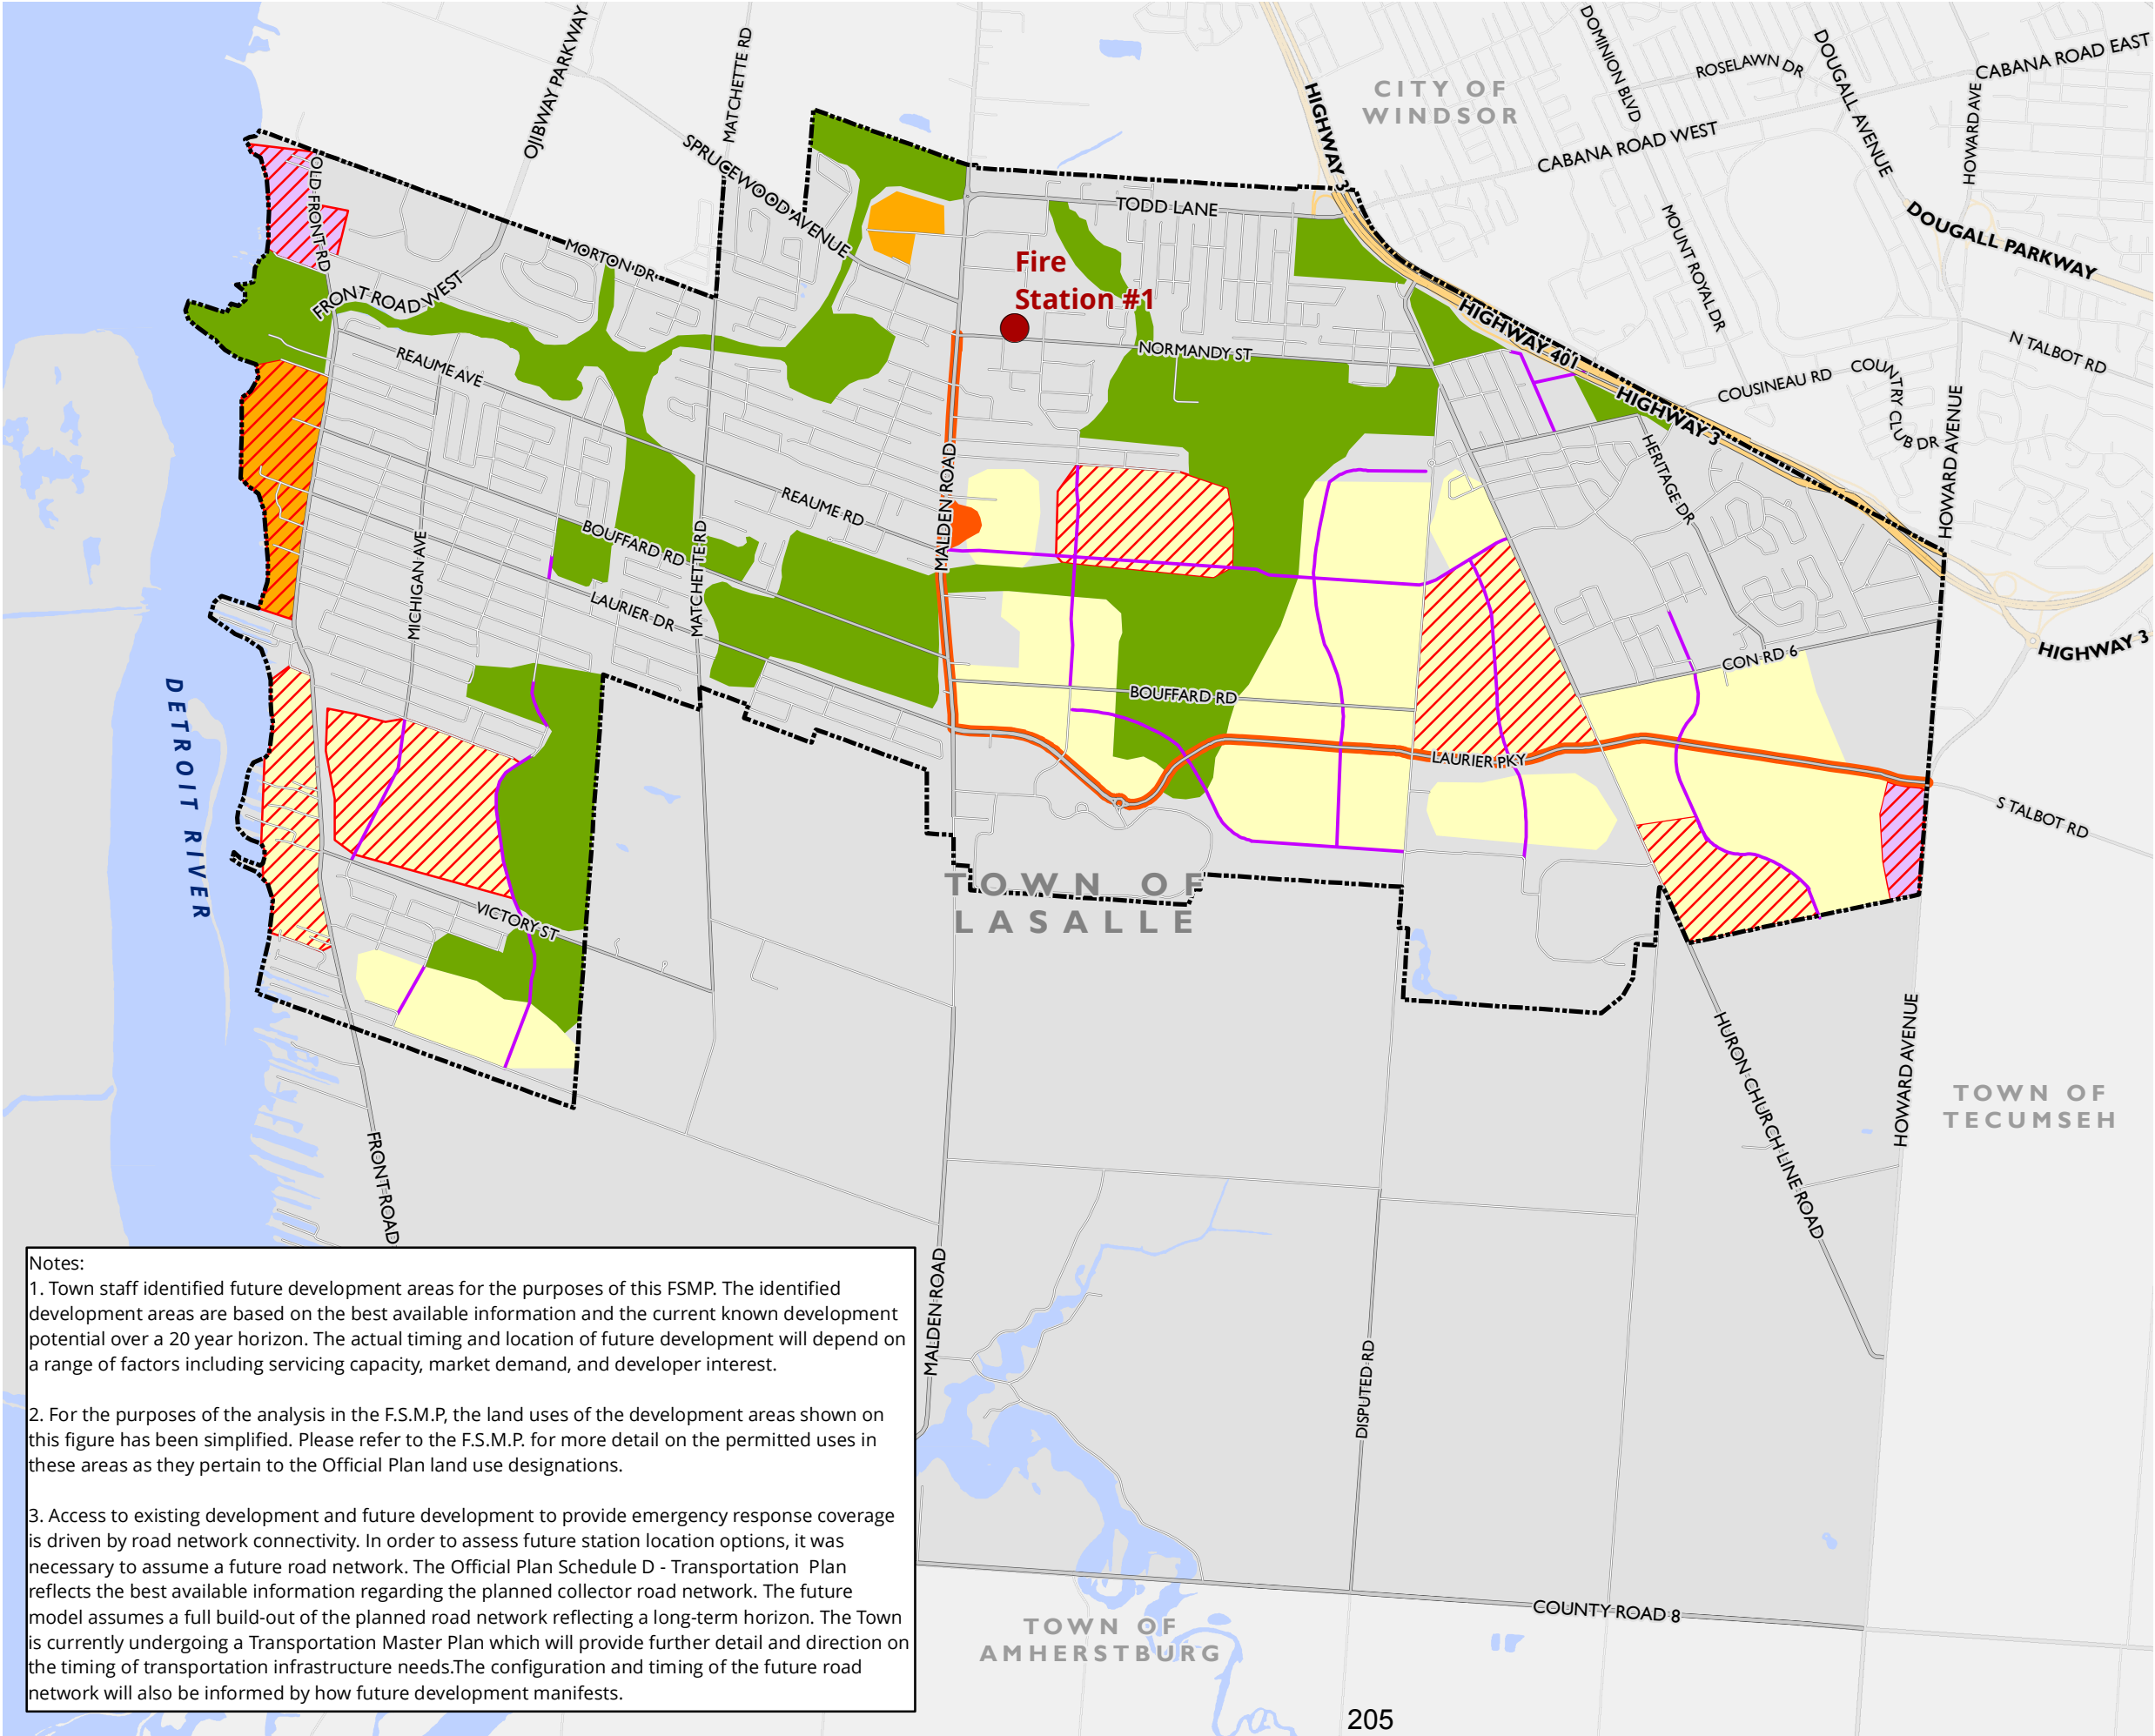 OJIBWAY PARKWAY
MATCHETTE RD
SPRUCEWOOD AVENUE
HIGHWAY 3
CITY OF
WINDSOR
DOMINION BLVD
ROSELAWN DR
DOUGALL AVENUE
CABANA ROAD EAST
HOWARD AVE
CABANA ROAD WEST
DOUGALL PARKWAY
MOUNT ROYAL DR
OLD FRONT RD
MORTON DR
TODD LANE
Fire
Station #1
FRONT ROAD WEST
HIGHWAY 401
N TALBOT RD
NORMANDY ST
REAUME AVE
COUSINEAU RD
COUNTRY CLUB DR
HIGHWAY 3
HOWARD AVENUE
HERITAGE DR
MALDEN ROAD
REAUME RD
BOUFFARD RD
MICHIGAN AVE
MATCHETTE RD
LAURIER DR
CON RD 6
HIGHWAY 3
BOUFFARD RD
DETROIT RIVER
LAURIER PKY
S TALBOT RD
TOWN OF
LASALLE
VICTORY ST
HURON CHURCH LINE ROAD
HOWARD AVENUE
TOWN OF
TECUMSEH
FRONT ROAD
MALDEN ROAD
DISPUTED RD
Notes:
1. Town staff identified future development areas for the purposes of this FSMP. The identified
development areas are based on the best available information and the current known development
potential over a 20 year horizon. The actual timing and location of future development will depend on
a range of factors including servicing capacity, market demand, and developer interest.
2. For the purposes of the analysis in the F.S.M.P, the land uses of the development areas shown on
this figure has been simplified. Please refer to the F.S.M.P. for more detail on the permitted uses in
these areas as they pertain to the Official Plan land use designations.
3. Access to existing development and future development to provide emergency response coverage
is driven by road network connectivity. In order to assess future station location options, it was
necessary to assume a future road network. The Official Plan Schedule D - Transportation Plan
reflects the best available information regarding the planned collector road network. The future
model assumes a full build-out of the planned road network reflecting a long-term horizon. The Town
is currently undergoing a Transportation Master Plan which will provide further detail and direction on
the timing of transportation infrastructure needs.The configuration and timing of the future road
network will also be informed by how future development manifests.
COUNTY ROAD 8
TOWN OF
AMHERSTBURG
205